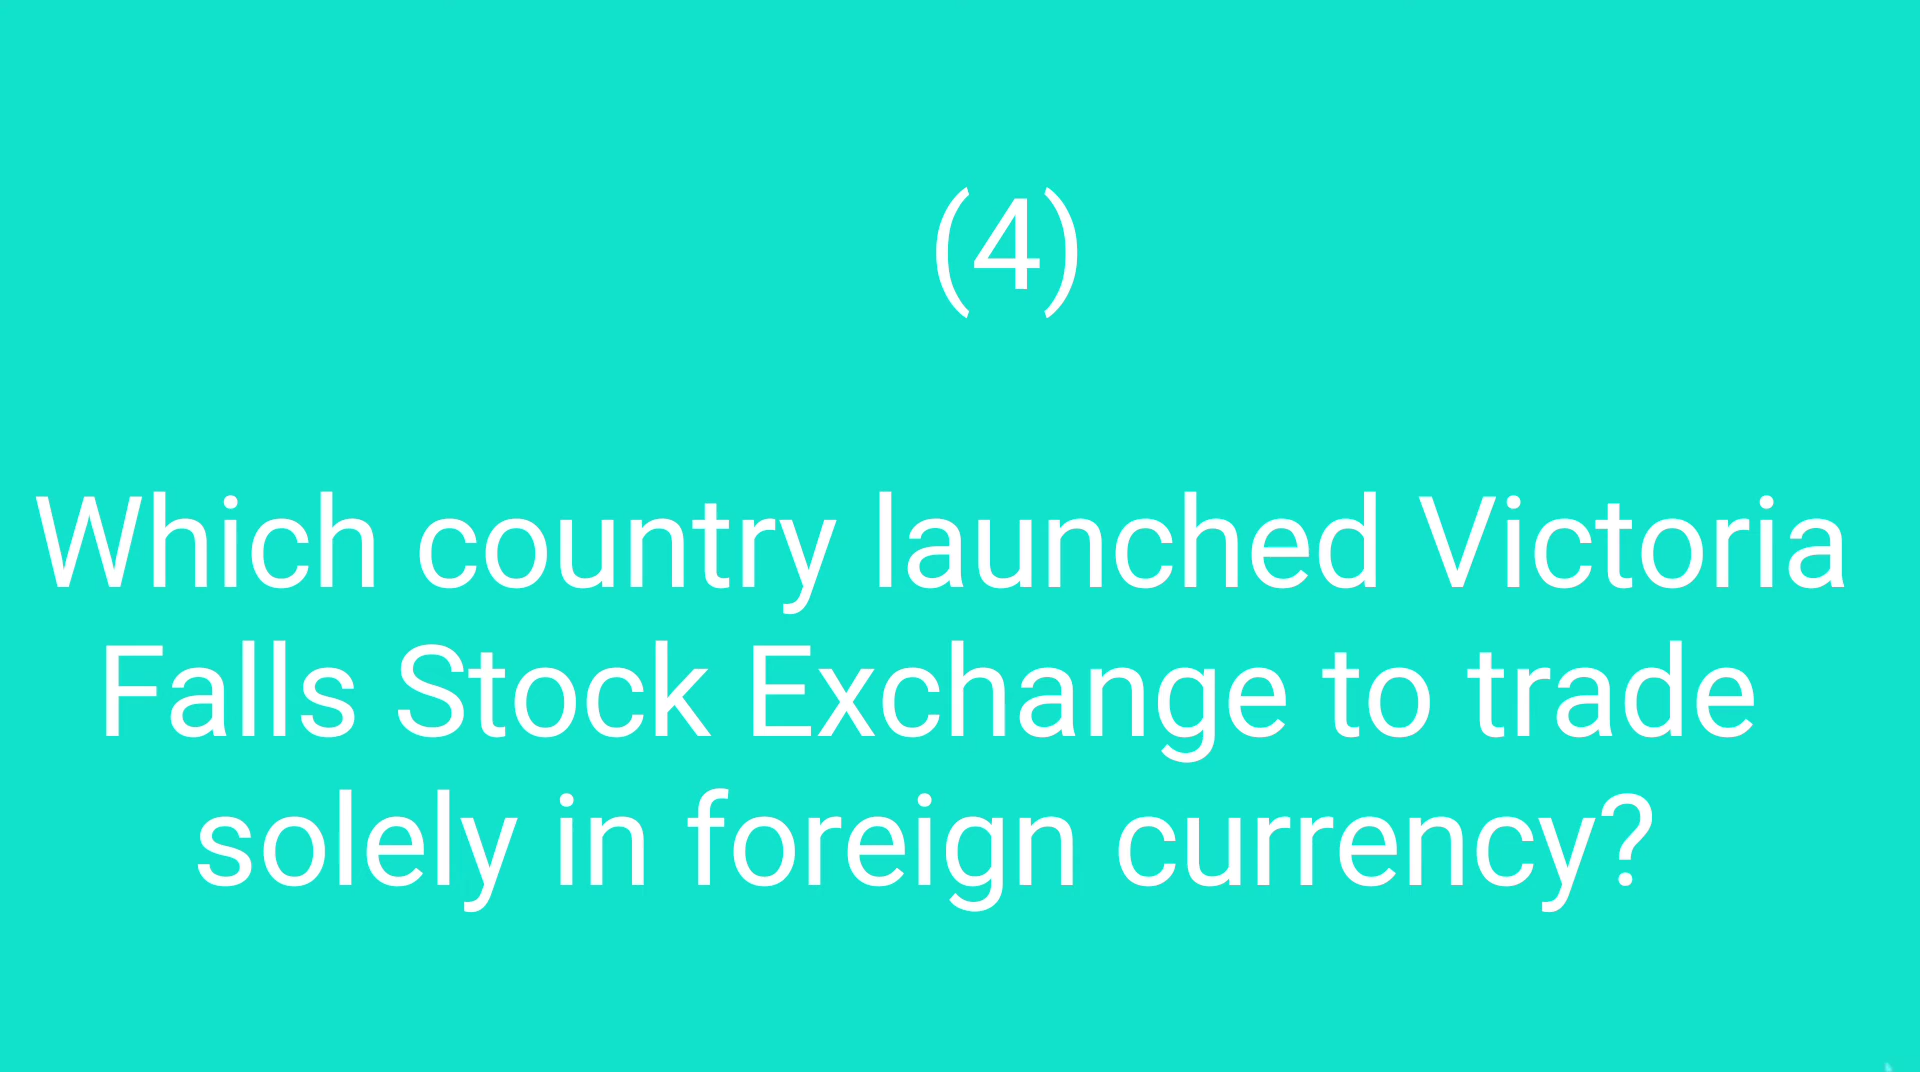 (4)
Which country launched Victoria
Falls Stock Exchange to trade
solely in foreign currency?